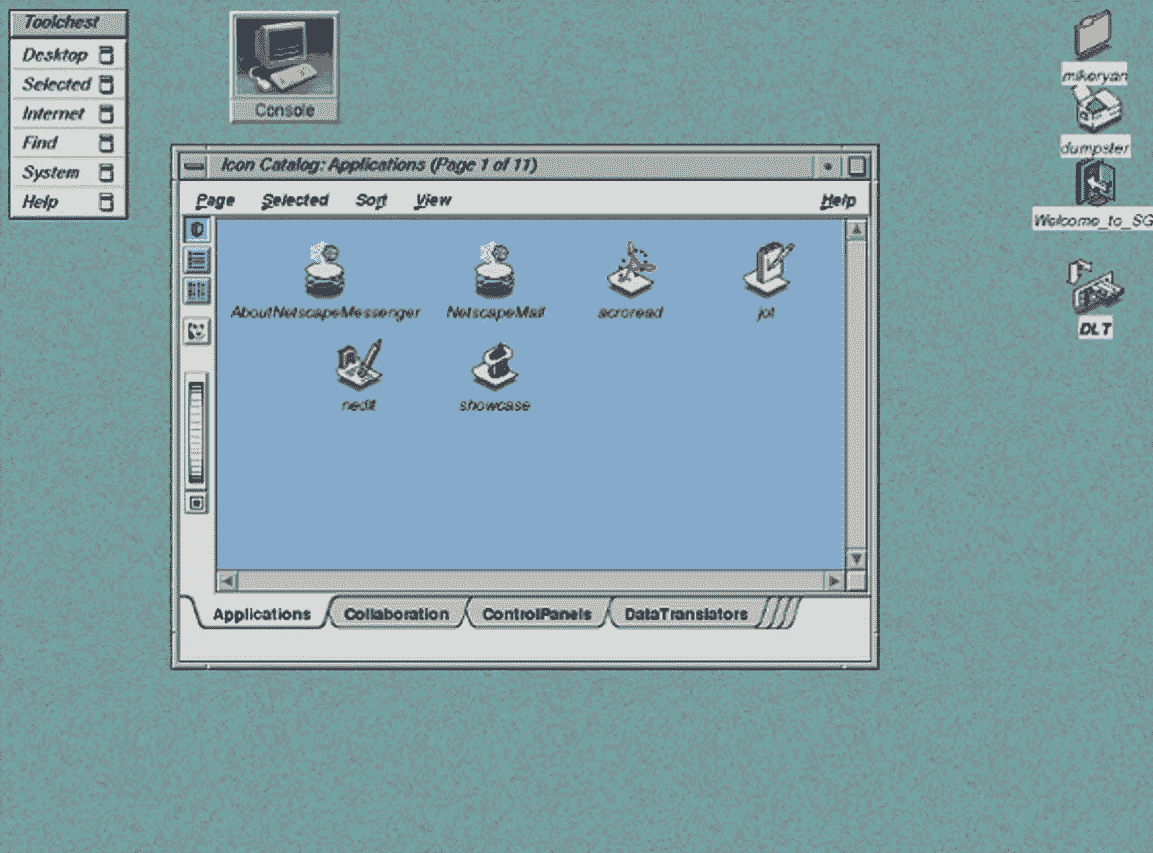 Toolchest
Desktop
Selected
Internet
Find
System
Help
Console
mikeryan
dumpster
Welcome_to_SG
DLT
Icon Catalog: Applications (Page 1 of 11)
Page Selected Sort View Help
AboutNetscapeMessenger NetscapeMail acroread jot
nedit showcase
Applications Collaboration ControlPanels DataTranslators